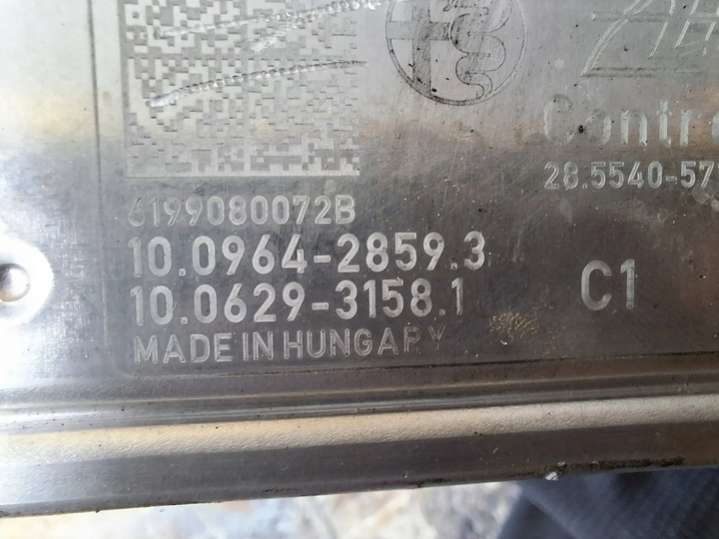 Contr
28.5540-57
6199080072B
10.0964-2859.3
10.0629-3158.1
C1
MADE IN HUNGARY